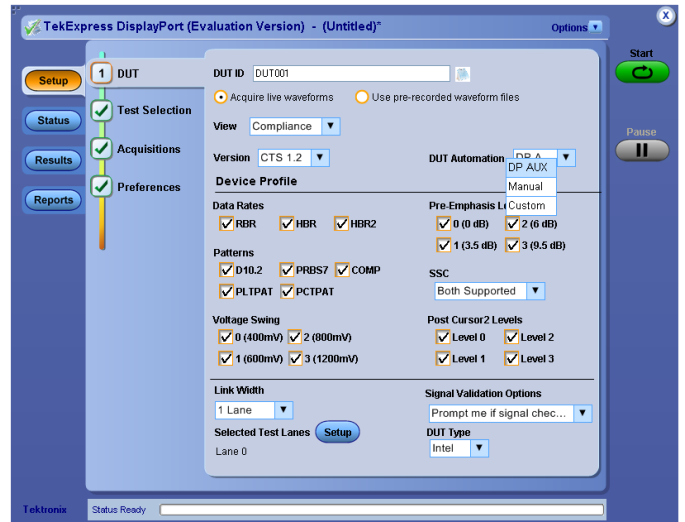 TekExpress DisplayPort (Evaluation Version) - (Untitled)*
Options
Start
Pause
Setup
Status
Results
Reports
1 DUT
Test Selection
Acquisitions
Preferences
DUT ID DUT001
Acquire live waveforms Use pre-recorded waveform files
View Compliance
Version CTS 1.2 DUT Automation DP A
DP AUX
Manual
Custom
Device Profile
Data Rates
RBR HBR HBR2
Patterns
D10.2 PRBS7 COMP
PLTPAT PCTPAT
Voltage Swing
0 (400mV) 2 (800mV)
1 (600mV) 3 (1200mV)
Pre-Emphasis
0 (0 dB) 2 (6 dB)
1 (3.5 dB) 3 (9.5 dB)
SSC
Both Supported
Post Cursor2 Levels
Level 0 Level 2
Level 1 Level 3
Link Width
1 Lane
Selected Test Lanes Setup
Lane 0
Signal Validation Options
Prompt me if signal chec...
DUT Type
Intel
Tektronix Status Ready